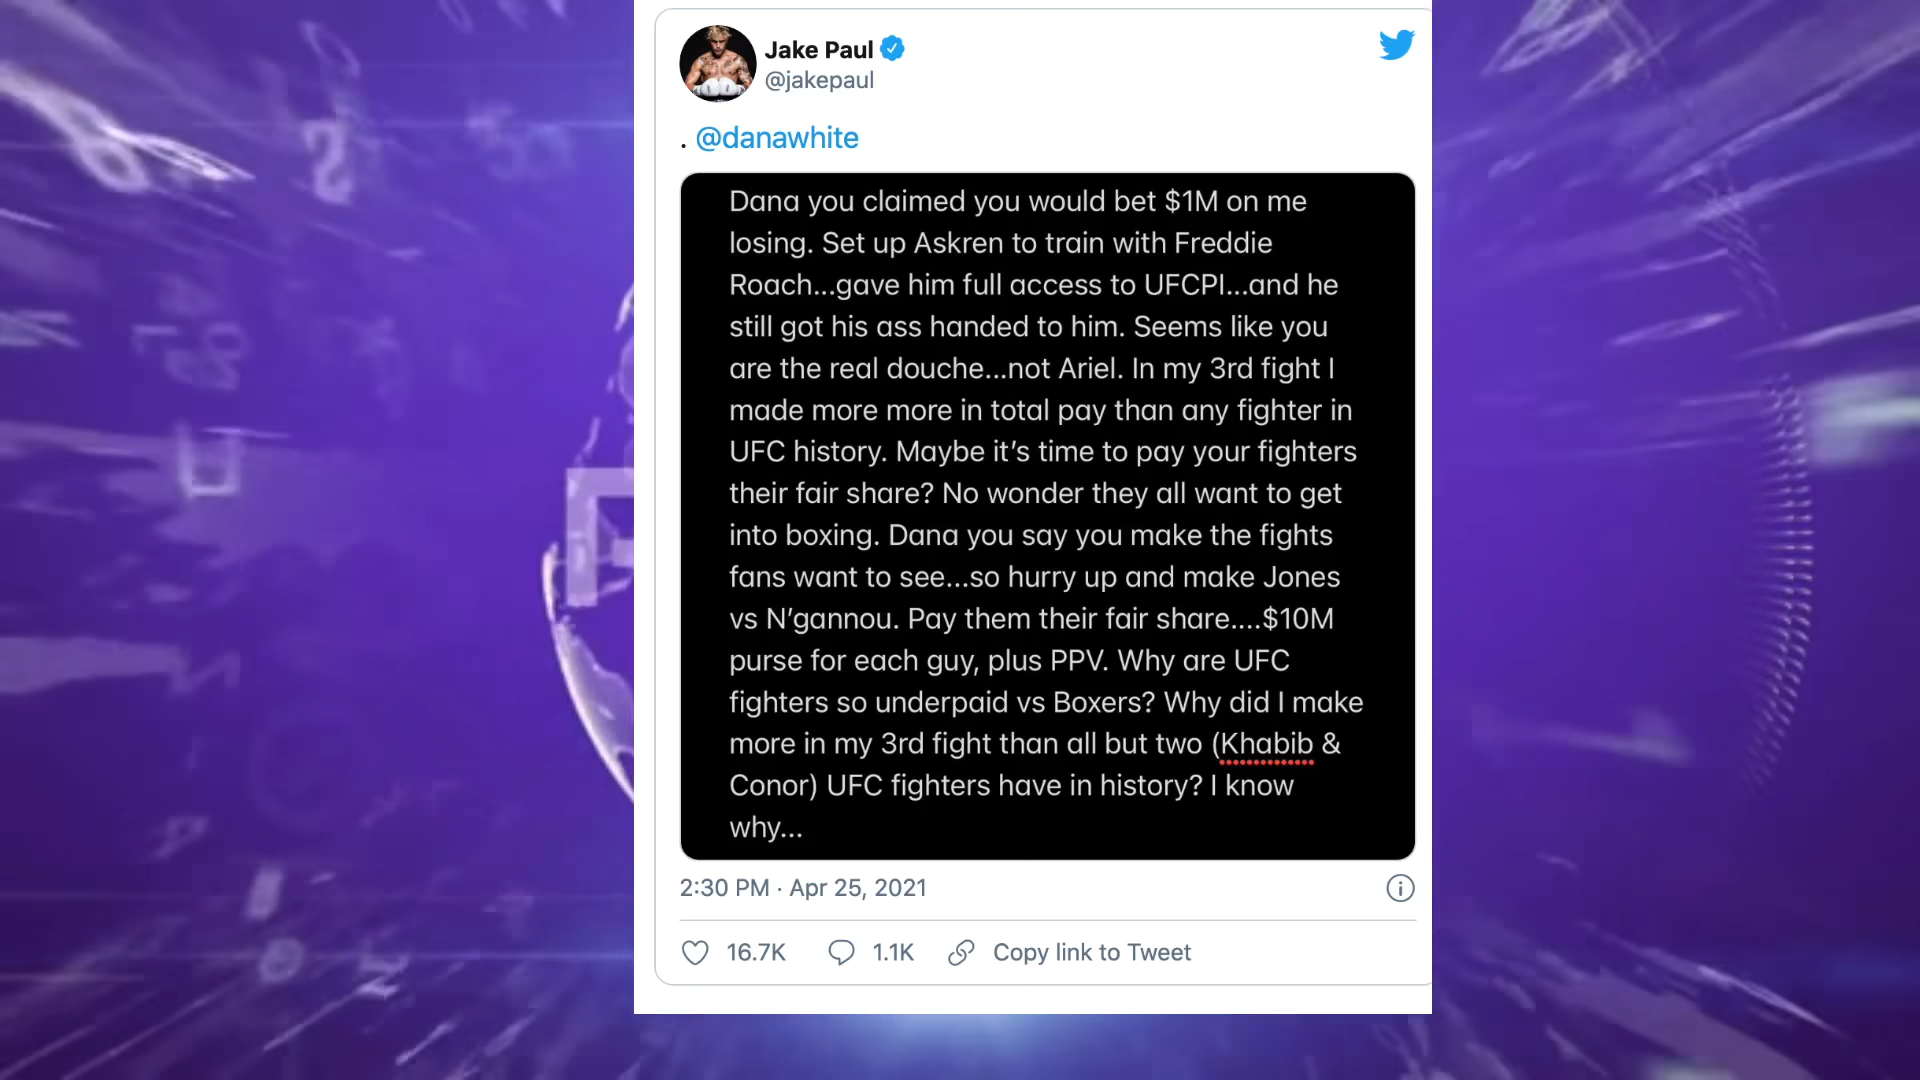 Jake Paul
@jakepaul
. @danawhite
Dana you claimed you would bet $1M on me
losing. Set up Askren to train with Freddie
Roach...gave him full access to UFCPI...and he
still got his ass handed to him. Seems like you
are the real douche...not Ariel. In my 3rd fight I
made more more in total pay than any fighter in
UFC history. Maybe it's time to pay your fighters
their fair share? No wonder they all want to get
into boxing. Dana you say you make the fights
fans want to see...so hurry up and make Jones
vs N'gannou. Pay them their fair share....$10M
purse for each guy, plus PPV. Why are UFC
fighters so underpaid vs Boxers? Why did I make
more in my 3rd fight than all but two (Khabib &
Conor) UFC fighters have in history? I know
why...
2:30 PM · Apr 25, 2021
16.7K 1.1K Copy link to Tweet